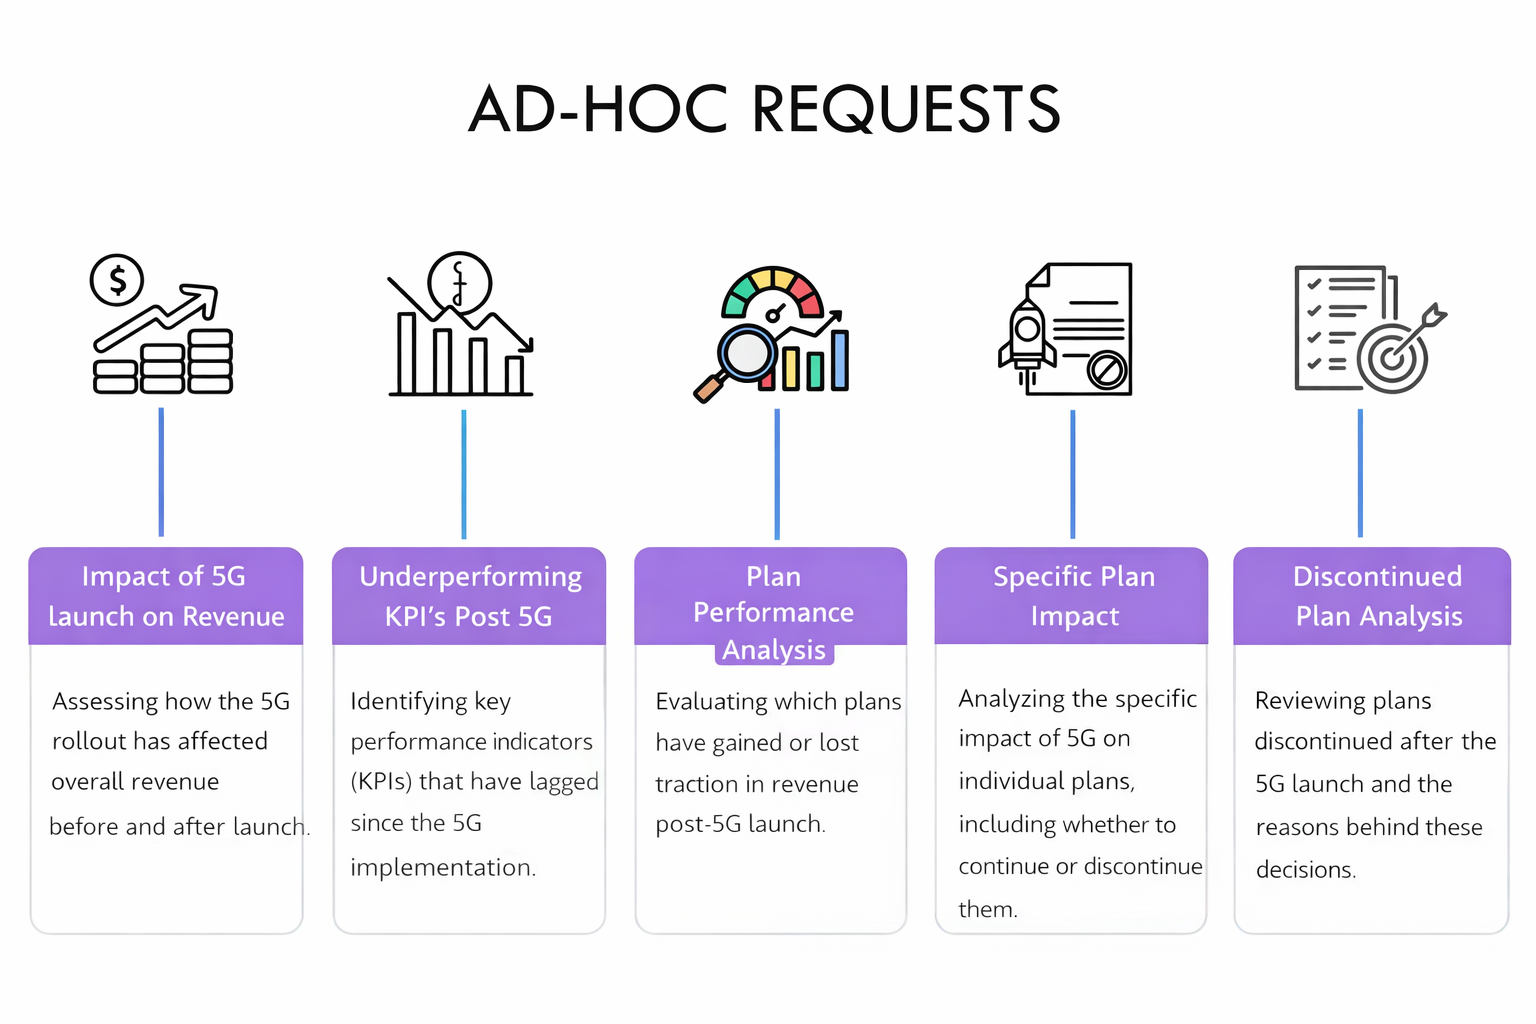 AD-HOC REQUESTS
$
Impact of 5G
Launch on Revenue
Assessing how the 5G
rollout has affected
overall revenue
before and after launch.
Underperforming
KPI’s Post 5G
Identifying key
performance indicators
(KPIs) that have lagged
since the 5G
implementation.
Plan
Performance
Analysis
Evaluating which plans
have gained or lost
traction in revenue
post-5G launch.
Specific Plan
Impact
Analyzing the specific
impact of 5G on
individual plans,
including whether to
continue or discontinue
them.
Discontinued
Plan Analysis
Reviewing plans
discontinued after the
5G launch and the
reasons behind these
decisions.